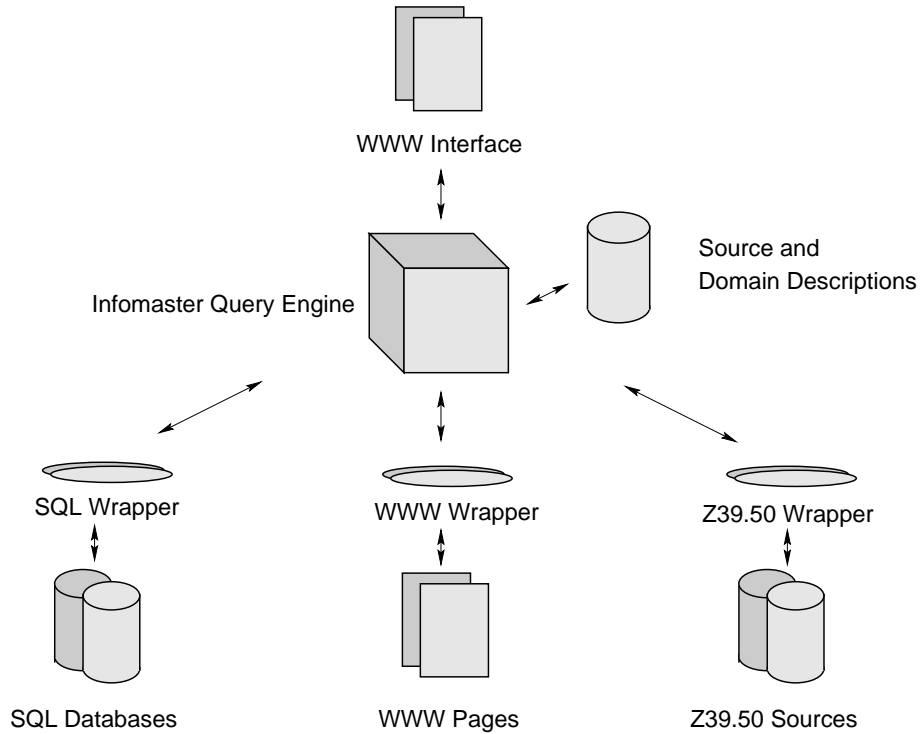 WWW Interface
Source and
Domain Descriptions
Infomaster Query Engine
SQL Wrapper
WWW Wrapper
Z39.50 Wrapper
SQL Databases
WWW Pages
Z39.50 Sources